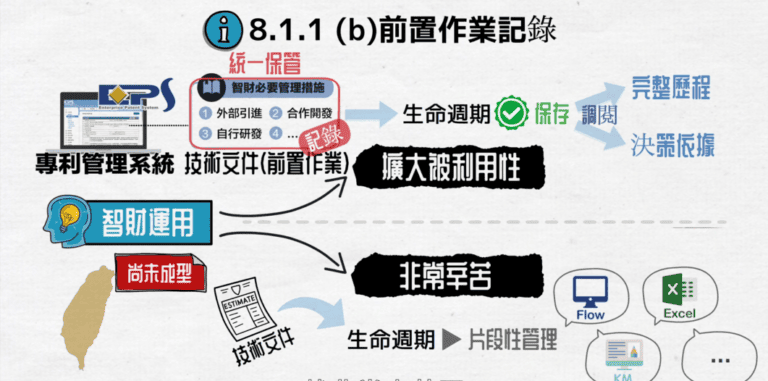 8.1.1 (b)前置作業記錄
統一保管
EPS
Enterprise Patent System
智財必要管理措施
1 外部引進 2 合作開發
3 自行研發 4 ...
記錄
專利管理系統
技術文件(前置作業)
生命週期
保存
調閱
完整歷程
決策依據
擴大被利用性
智財運用
尚未成型
非常辛苦
ESTIMATE
技術文件
生命週期
片段性管理
Flow
Excel
KM
...